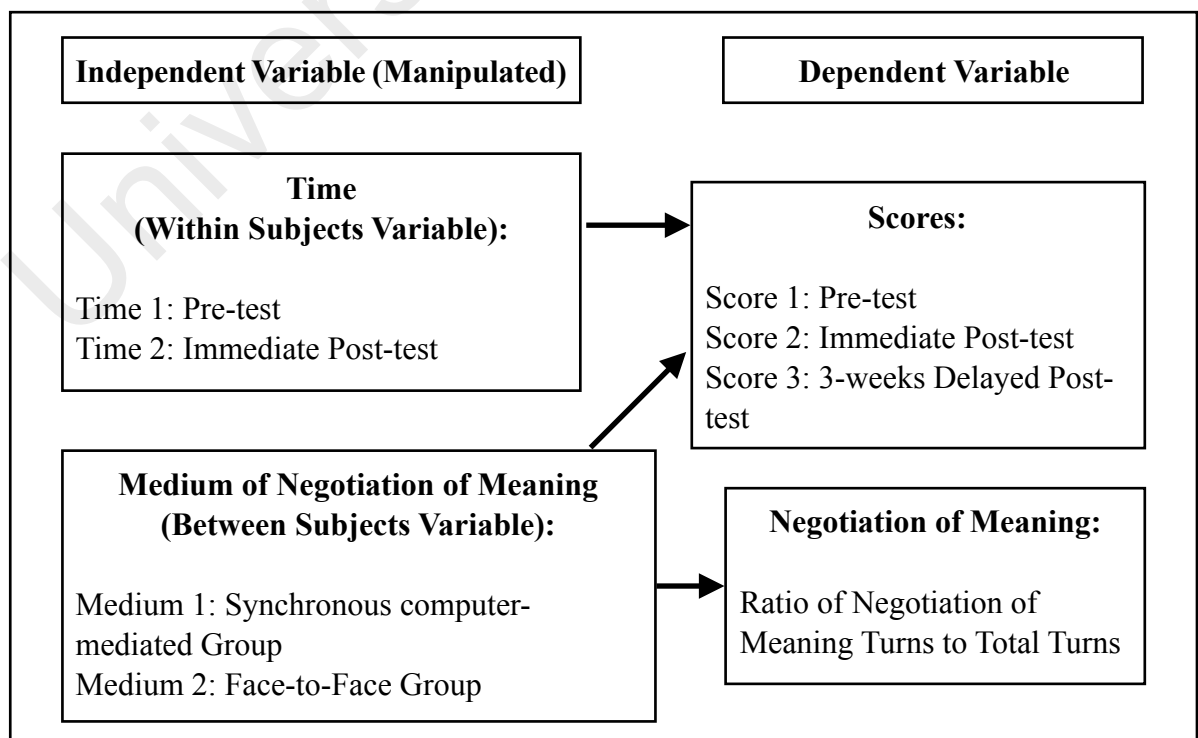 Univers
Independent Variable (Manipulated)
Dependent Variable
Time
(Within Subjects Variable):
Time 1: Pre-test
Time 2: Immediate Post-test
Scores:
Score 1: Pre-test
Score 2: Immediate Post-test
Score 3: 3-weeks Delayed Post-
test
Medium of Negotiation of Meaning
(Between Subjects Variable):
Medium 1: Synchronous computer-
mediated Group
Medium 2: Face-to-Face Group
Negotiation of Meaning:
Ratio of Negotiation of
Meaning Turns to Total Turns